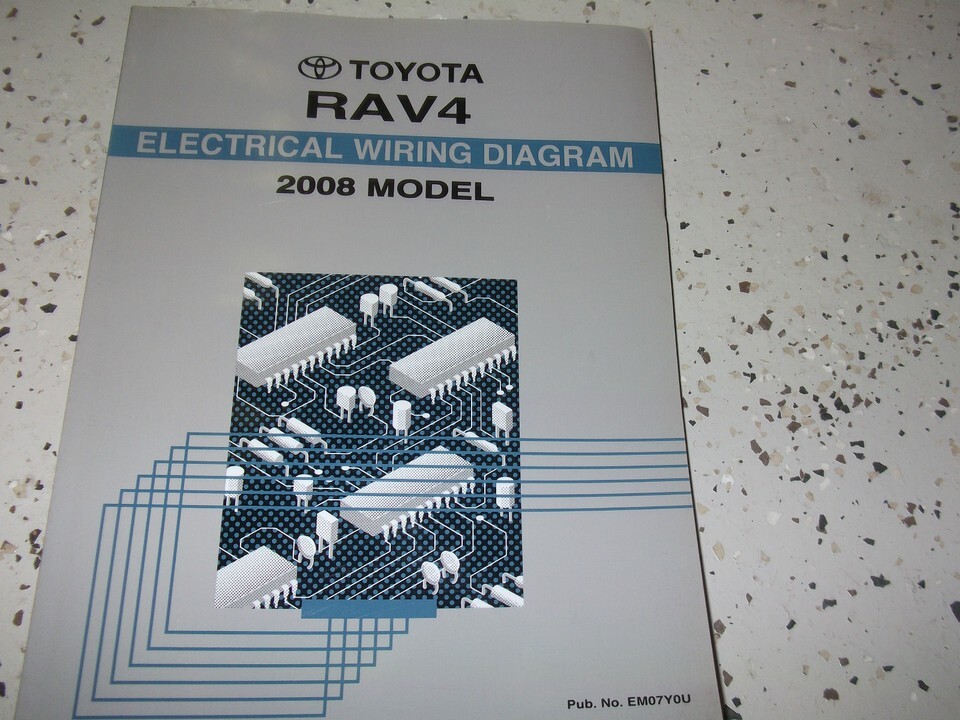 TOYOTA
RAV4
ELECTRICAL WIRING DIAGRAM
2008 MODEL
Pub. No. EM07Y0U